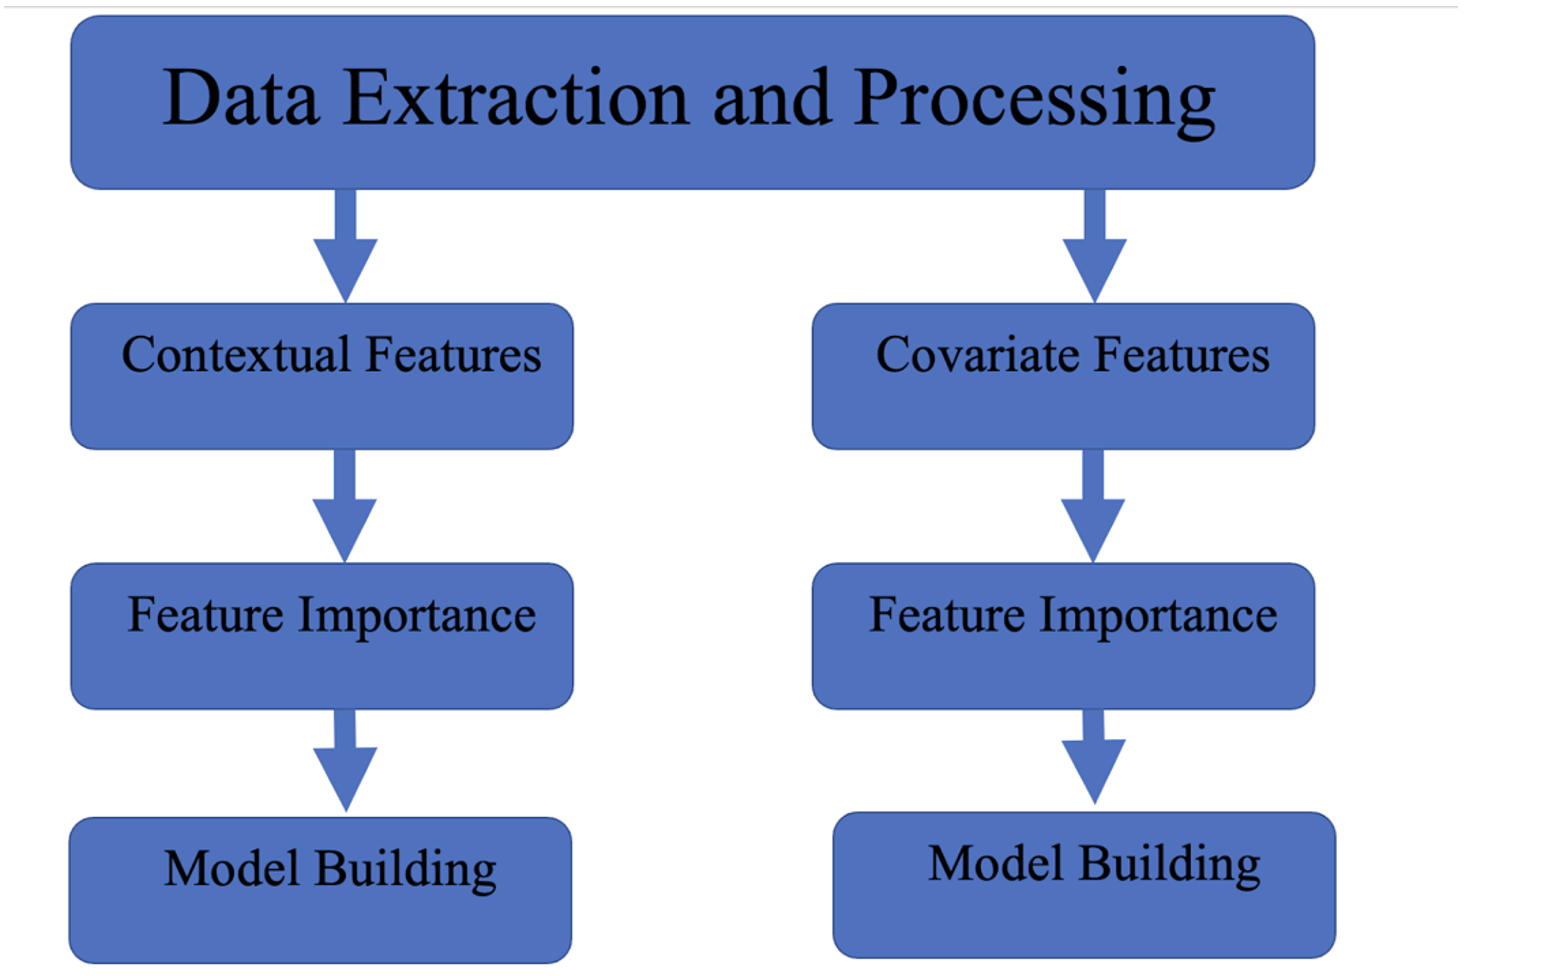 Data Extraction and Processing
Contextual Features
Covariate Features
Feature Importance
Feature Importance
Model Building
Model Building